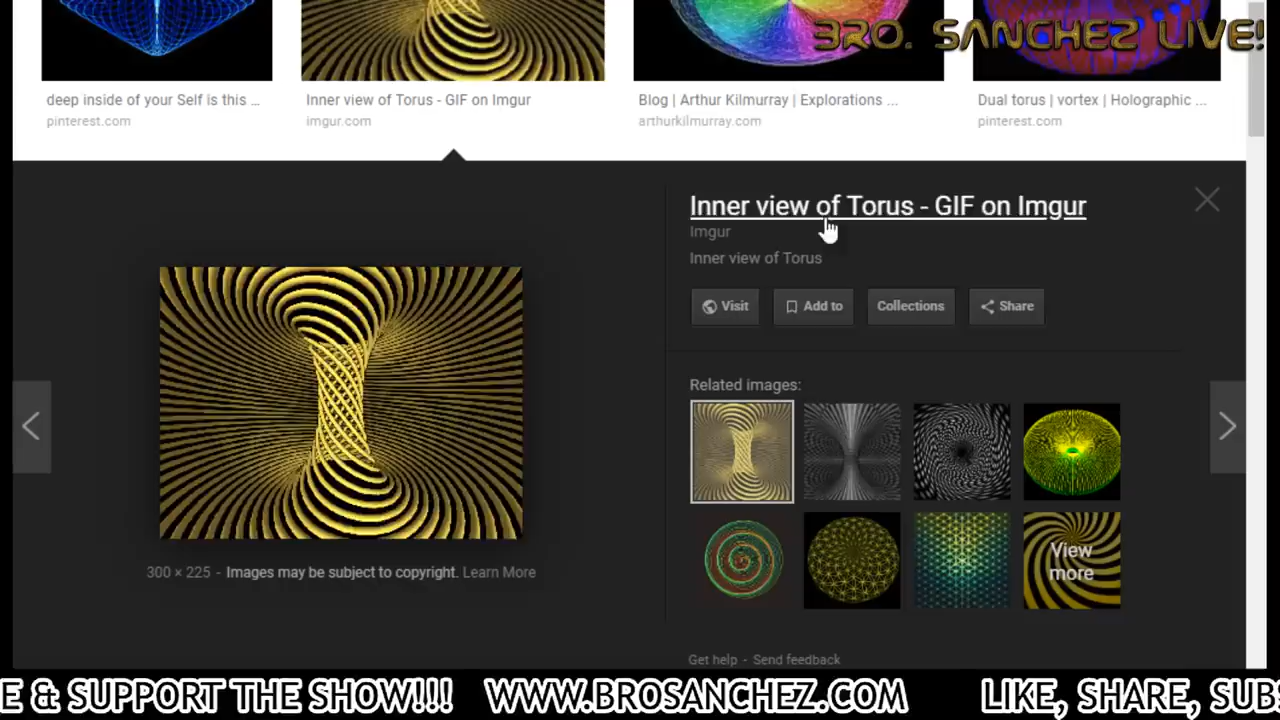 BRO. SANCHEZ LIVE!
deep inside of your Self is this ...
pinterest.com
Inner view of Torus - GIF on Imgur
imgur.com
Blog | Arthur Kilmurray | Explorations ...
arthurkilmurray.com
Dual torus | vortex | Holographic ...
pinterest.com
Inner view of Torus - GIF on Imgur
Imgur
Inner view of Torus
Visit
Add to
Collections
Share
Related images:
View
more
300 × 225 - Images may be subject to copyright. Learn More
Get help - Send feedback
E & SUPPORT THE SHOW!!! WWW.BROSANCHEZ.COM LIKE, SHARE, SUBS